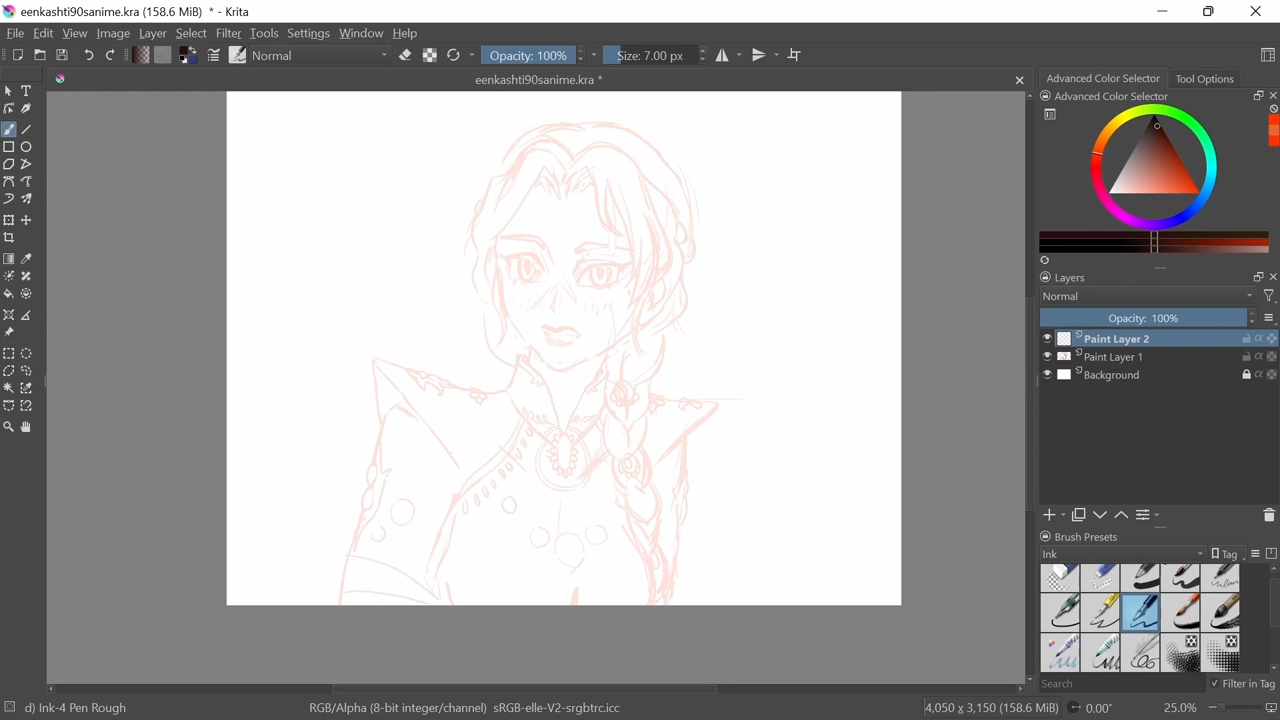 eenkashti90sanime.kra (158.6 MiB) * - Krita
File Edit View Image Layer Select Filter Tools Settings Window Help
Normal Opacity: 100% Size: 7.00 px
eenkashti90sanime.kra *
Advanced Color Selector Tool Options
Advanced Color Selector
Layers
Normal
Opacity: 100%
Paint Layer 2
Paint Layer 1
Background
Brush Presets
Ink Tag
Search Filter in Tag
d) Ink-4 Pen Rough RGB/Alpha (8-bit integer/channel) sRGB-elle-V2-srgbtrc.icc 4,050 x 3,150 (158.6 MiB) 0.00° 25.0%